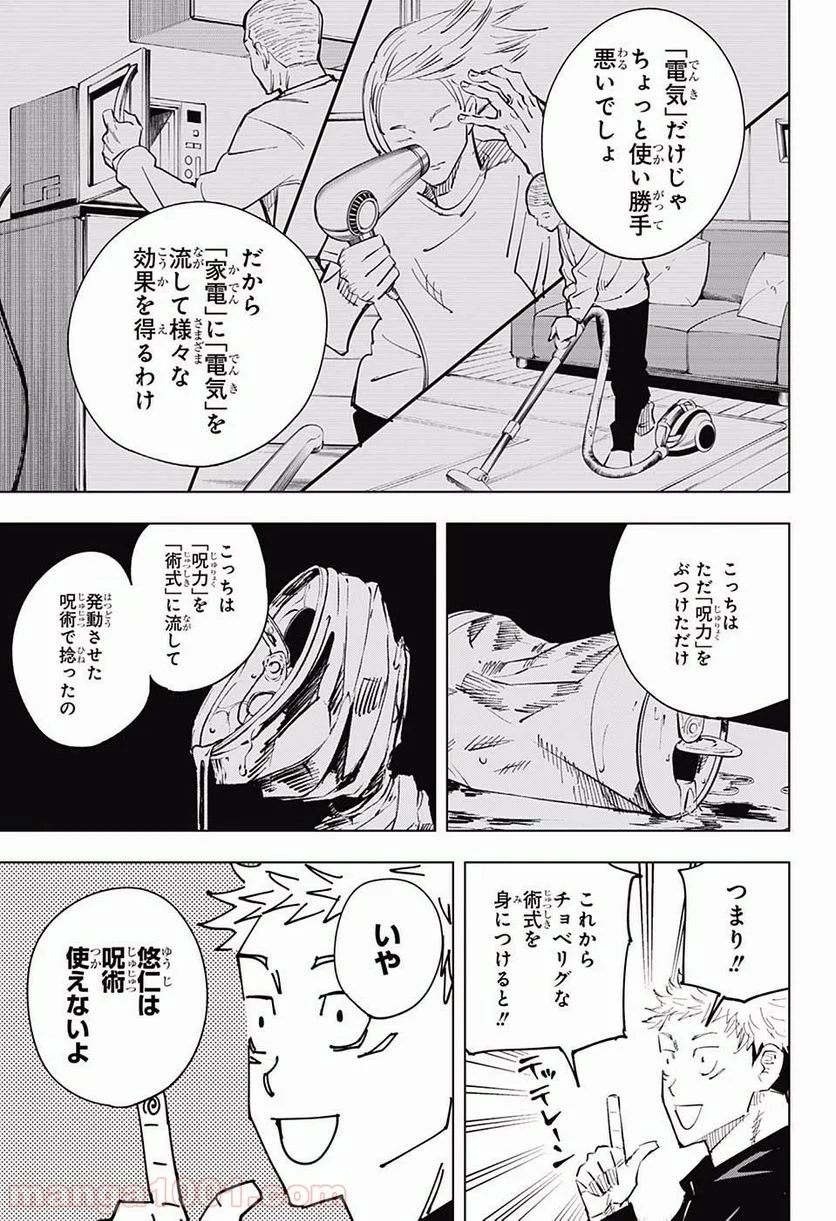 「電気」だけじゃ
ちょっと使い勝手
悪いでしょ
だから
「家電」に「電気」を
流して様々な
効果を得るわけ
こっちは
ただ「呪力」を
ぶつけただけ
こっちは
「呪力」を
「術式」に流して
発動させた
呪術で捻ったの
つまり!!
これから
チョベリグな
術式を
身につけると!!
テッテレー!
いや
悠仁は
呪術
使えないよ
manga1001.com